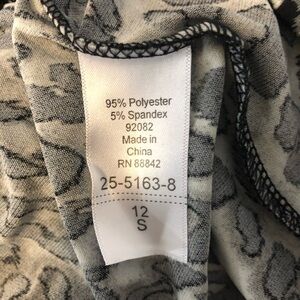 95% Polyester
5% Spandex
92082
Made in
China
RN 88842
25-5163-8
12
S